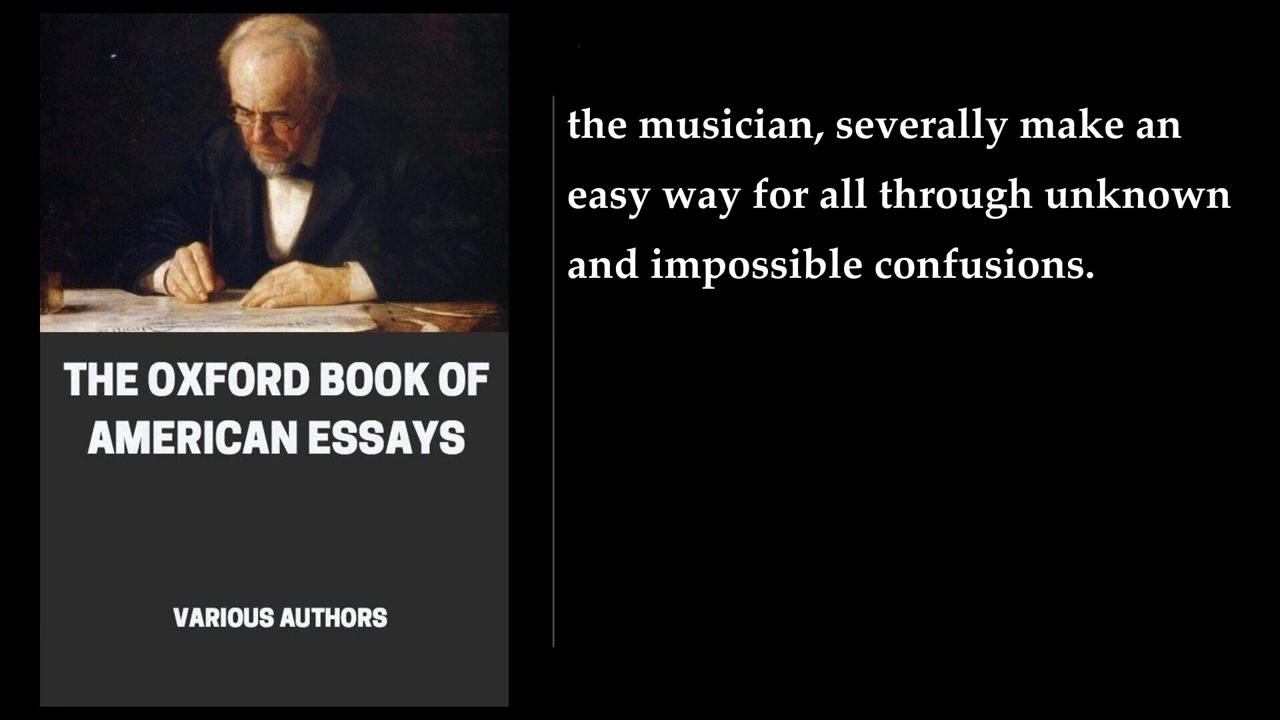 THE OXFORD BOOK OF
AMERICAN ESSAYS
VARIOUS AUTHORS
the musician, severally make an
easy way for all through unknown
and impossible confusions.